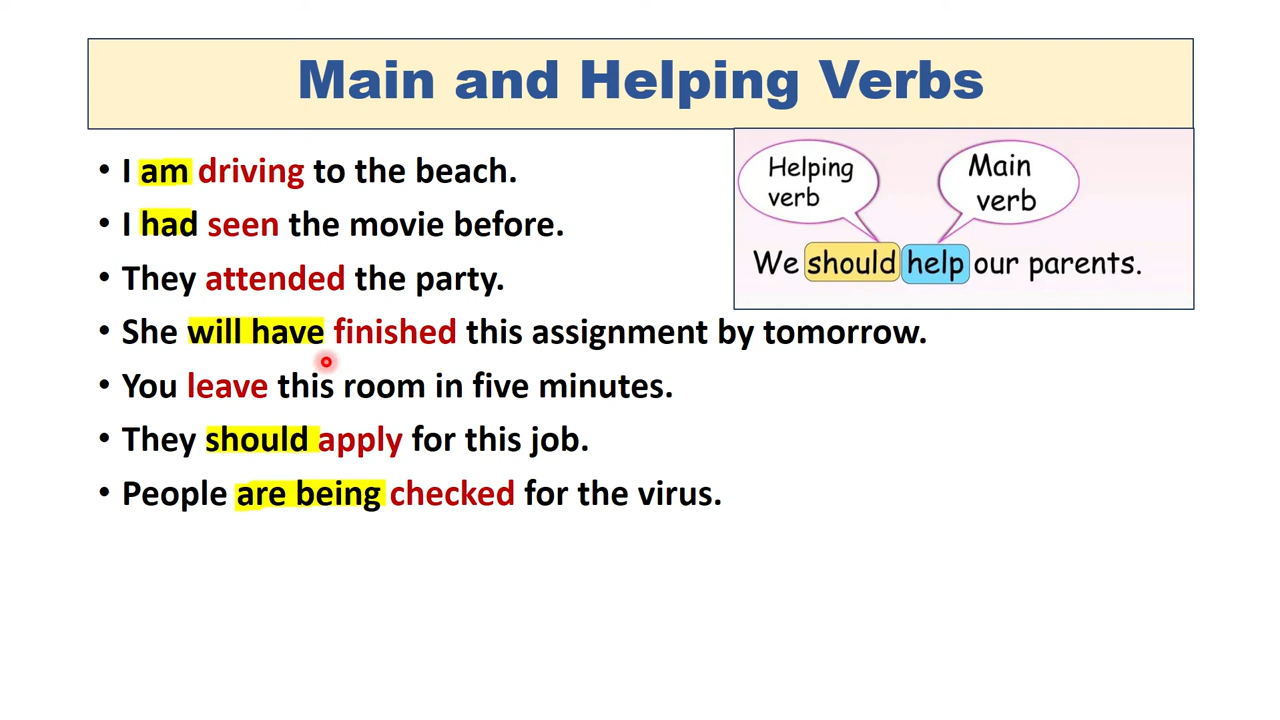 Main and Helping Verbs
• I am driving to the beach.
• I had seen the movie before.
• They attended the party.
• She will have finished this assignment by tomorrow.
• You leave this room in five minutes.
• They should apply for this job.
• People are being checked for the virus.
Helping
verb
Main
verb
We should help our parents.